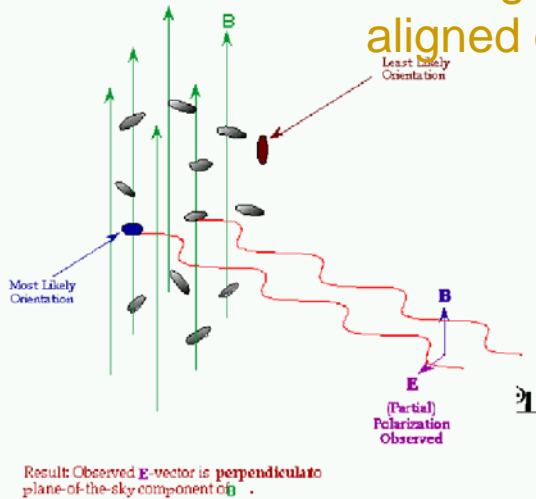 aligned
B
Least Likely
Orientation
Most Likely
Orientation
B
E
(Partial)
Polarization
Observed
Result: Observed E-vector is perpendicular to
plane-of-the-sky component of B .